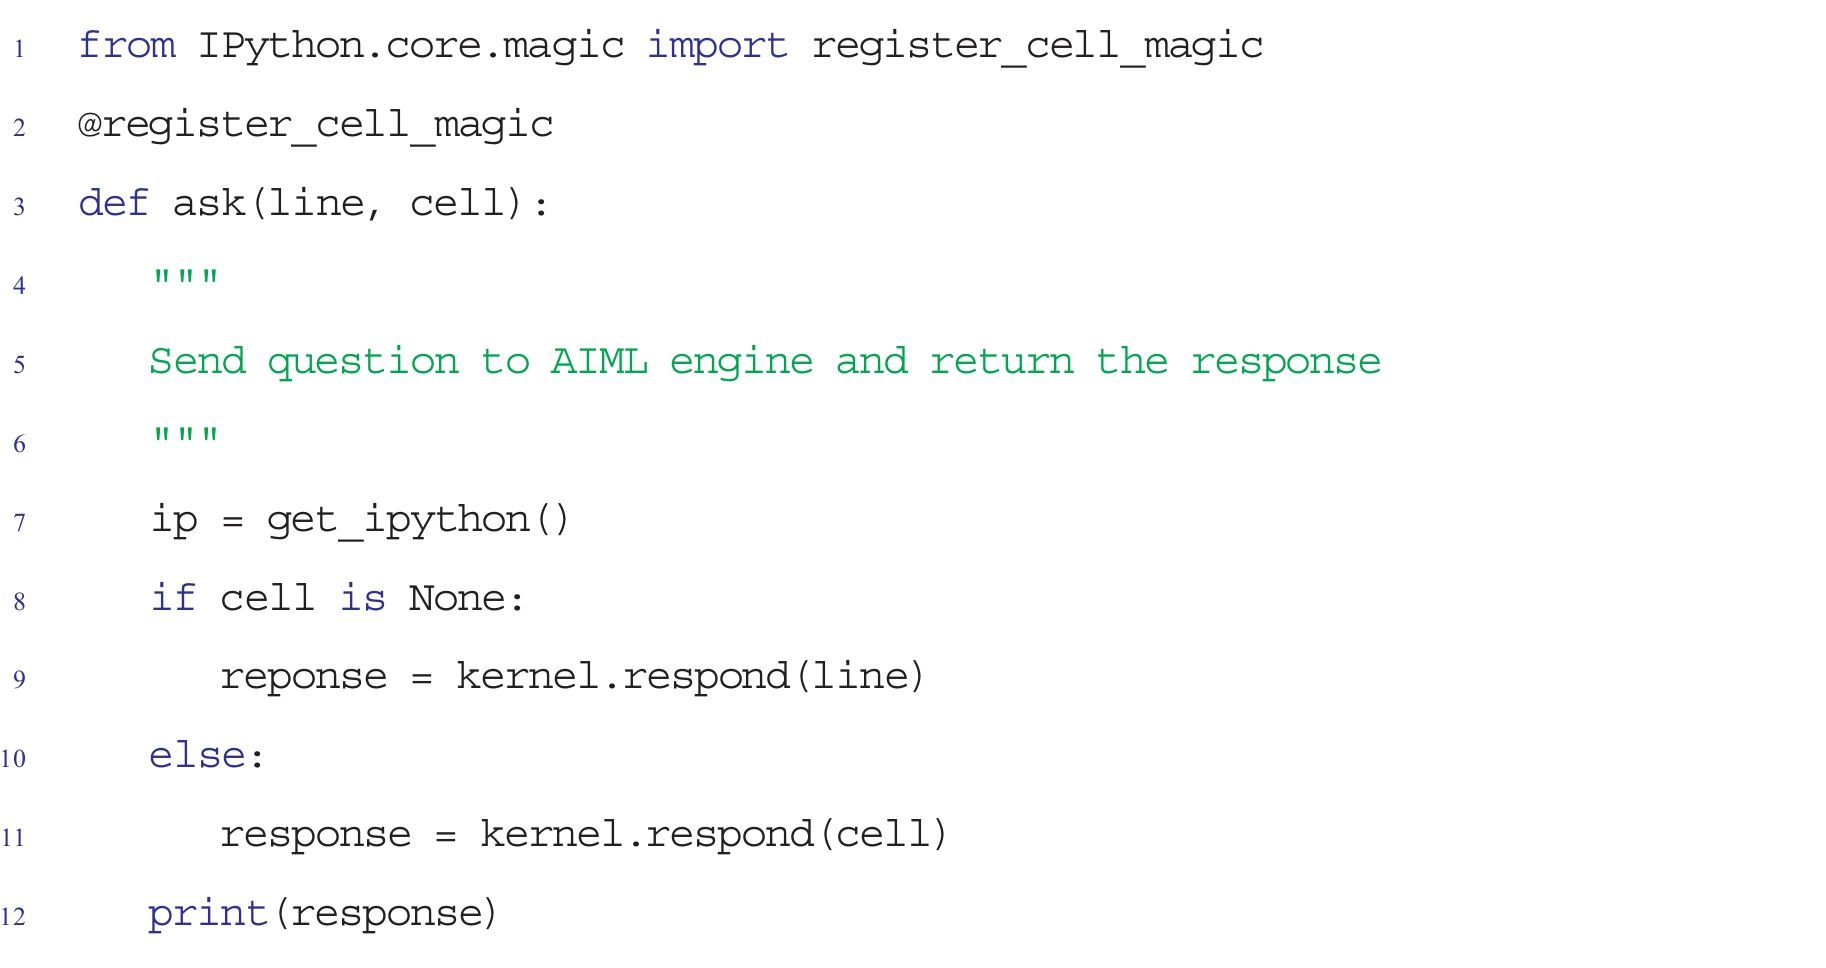 1 from IPython.core.magic import register_cell_magic
2 @register_cell_magic
3 def ask(line, cell):
4 """
5 Send question to AIML engine and return the response
6 """
7 ip = get_ipython()
8 if cell is None:
9 reponse = kernel.respond(line)
10 else:
11 response = kernel.respond(cell)
12 print(response)